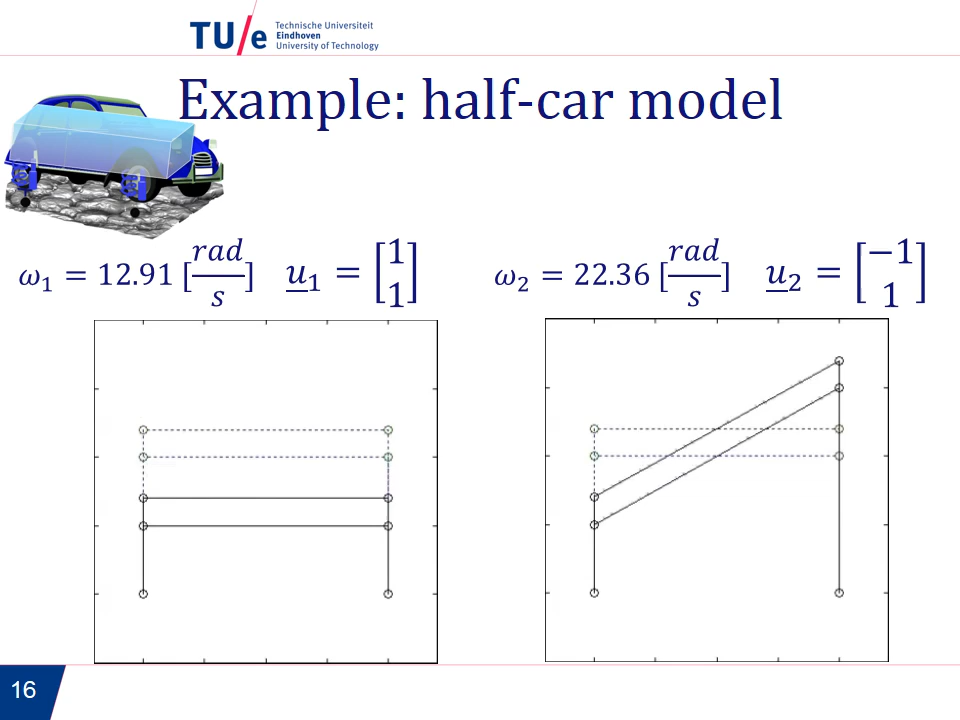 TU/e Technische Universiteit
Eindhoven
University of Technology
Example: half-car model
ω₁ = 12.91 [rad/s] u₁ = [1 1] ω₂ = 22.36 [rad/s] u₂ = [−1 1]
16